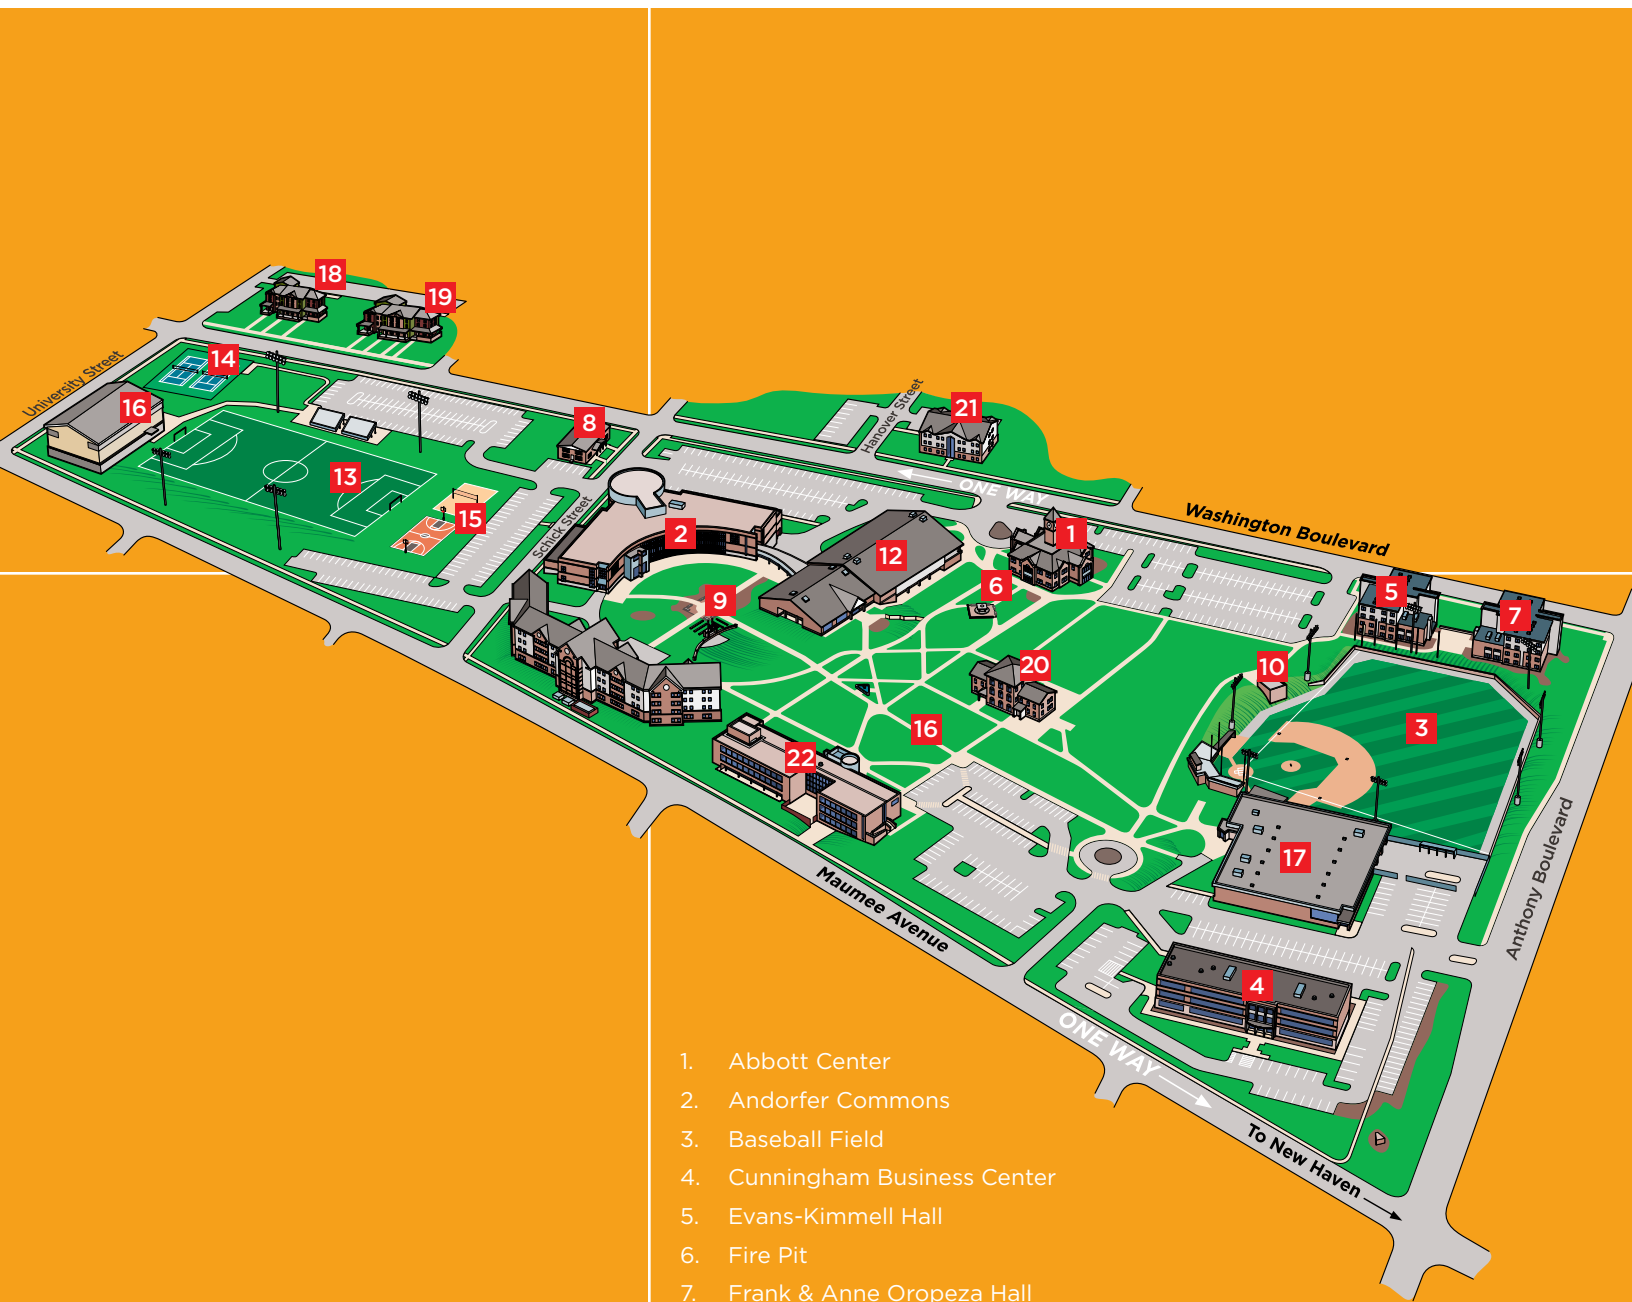 18
19
University Street
14
16
8
13
15
Schick Street
Hanover Street
21
ONE WAY
Washington Boulevard
2
12
1
6
9
5
7
20
10
16
3
22
17
Maumee Avenue
Anthony Boulevard
4
ONE WAY
To New Haven
1. Abbott Center
2. Andorfer Commons
3. Baseball Field
4. Cunningham Business Center
5. Evans-Kimmell Hall
6. Fire Pit
7. Frank & Anne Oropeza Hall